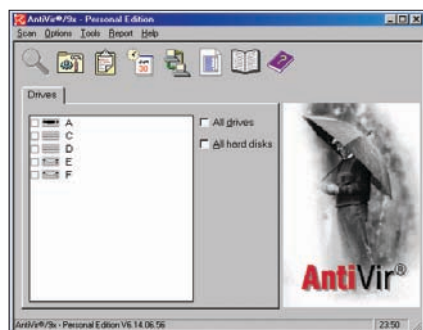 AntiVir®/9x - Personal Edition
Scan Options Tools Report Help
30
Drives
A
C
D
E
F
All drives
All hard disks
AntiVir®
AntiVir®/9x - Personal Edition V6.14.06.56
23:50